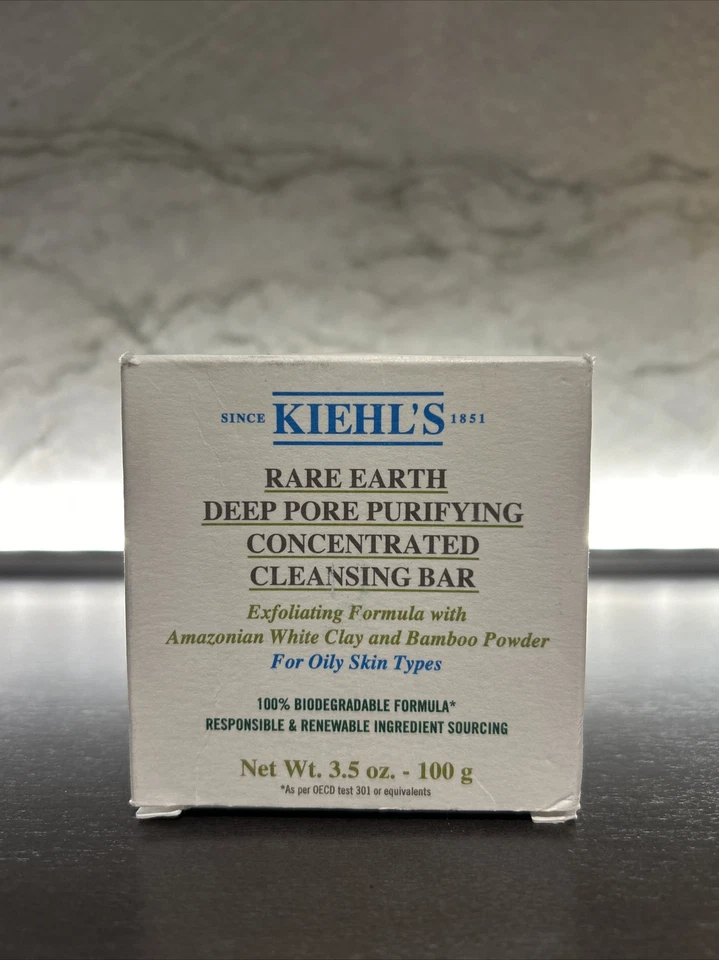 SINCE KIEHL'S 1851
RARE EARTH
DEEP PORE PURIFYING
CONCENTRATED
CLEANSING BAR
Exfoliating Formula with
Amazonian White Clay and Bamboo Powder
For Oily Skin Types
100% BIODEGRADABLE FORMULA*
RESPONSIBLE & RENEWABLE INGREDIENT SOURCING
Net Wt. 3.5 oz. - 100 g
*As per OECD test 301 or equivalents